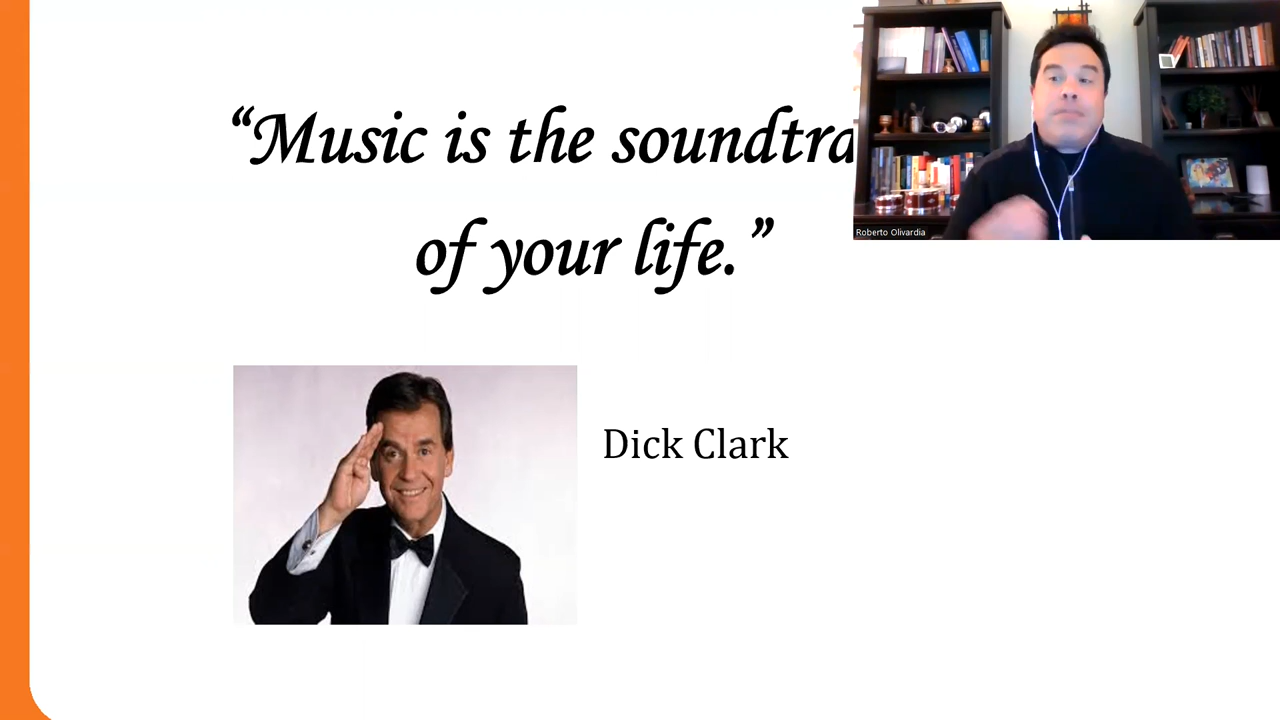 “Music is the soundtra
of your life.”
Roberto Olivardia
Dick Clark